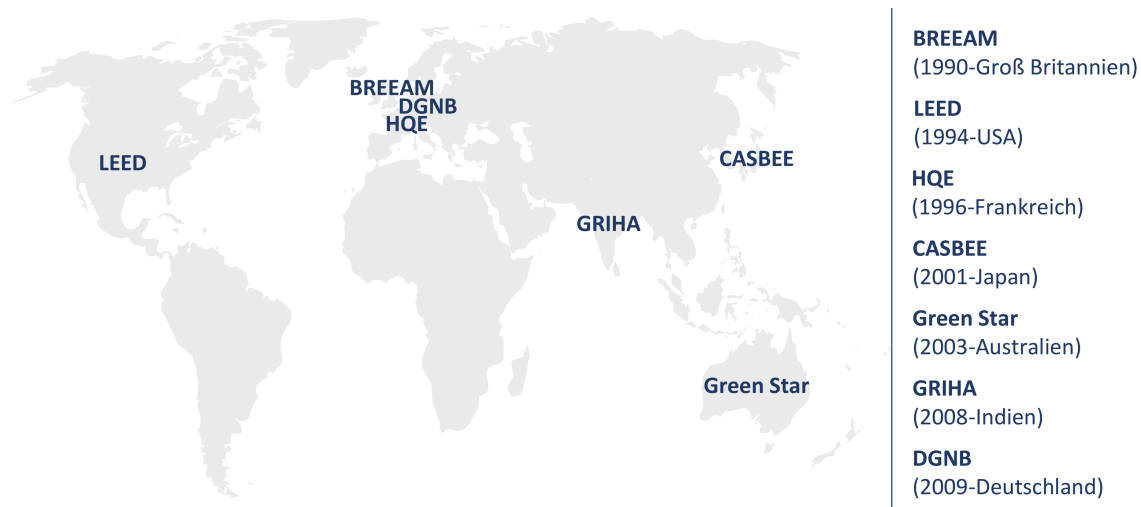 BREEAM
DGNB
HQE
LEED
CASBEE
GRIHA
Green Star
BREEAM
(1990-Groß Britannien)
LEED
(1994-USA)
HQE
(1996-Frankreich)
CASBEE
(2001-Japan)
Green Star
(2003-Australien)
GRIHA
(2008-Indien)
DGNB
(2009-Deutschland)